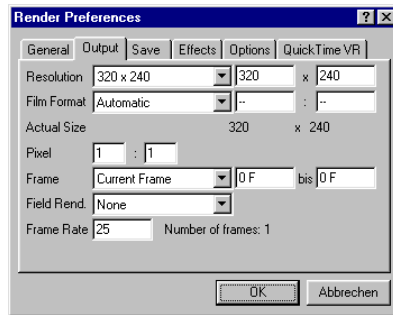 Render Preferences
General Output Save Effects Options QuickTime VR
Resolution 320 x 240 320 x 240
Film Format Automatic -- : --
Actual Size 320 x 240
Pixel 1 : 1
Frame Current Frame 0 F bis 0 F
Field Rend. None
Frame Rate 25 Number of frames: 1
OK Abbrechen